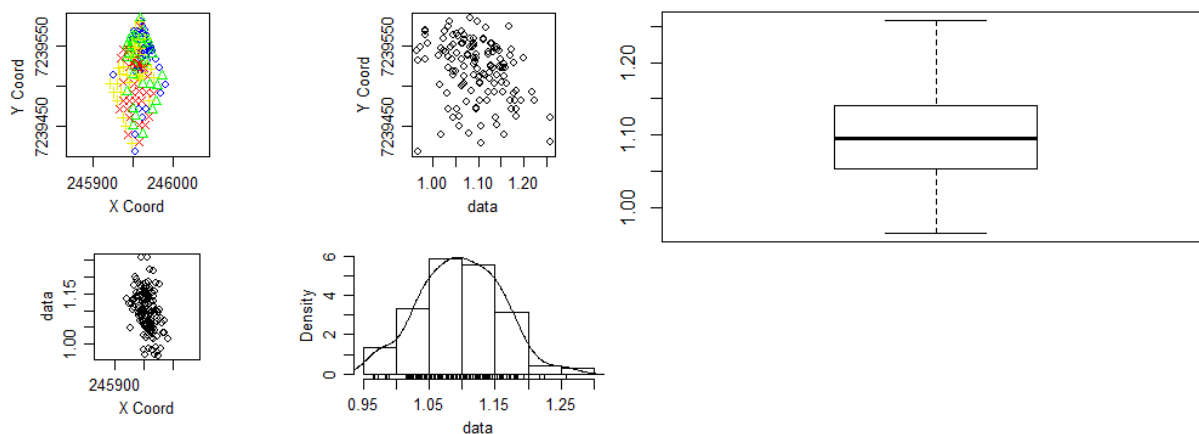 Y Coord
7239450 7239550
245900 246000
X Coord
Y Coord
7239450 7239550
1.00 1.10 1.20
data
1.00 1.10 1.20
data
1.00 1.15
245900
X Coord
Density
0 2 4 6
0.95 1.05 1.15 1.25
data